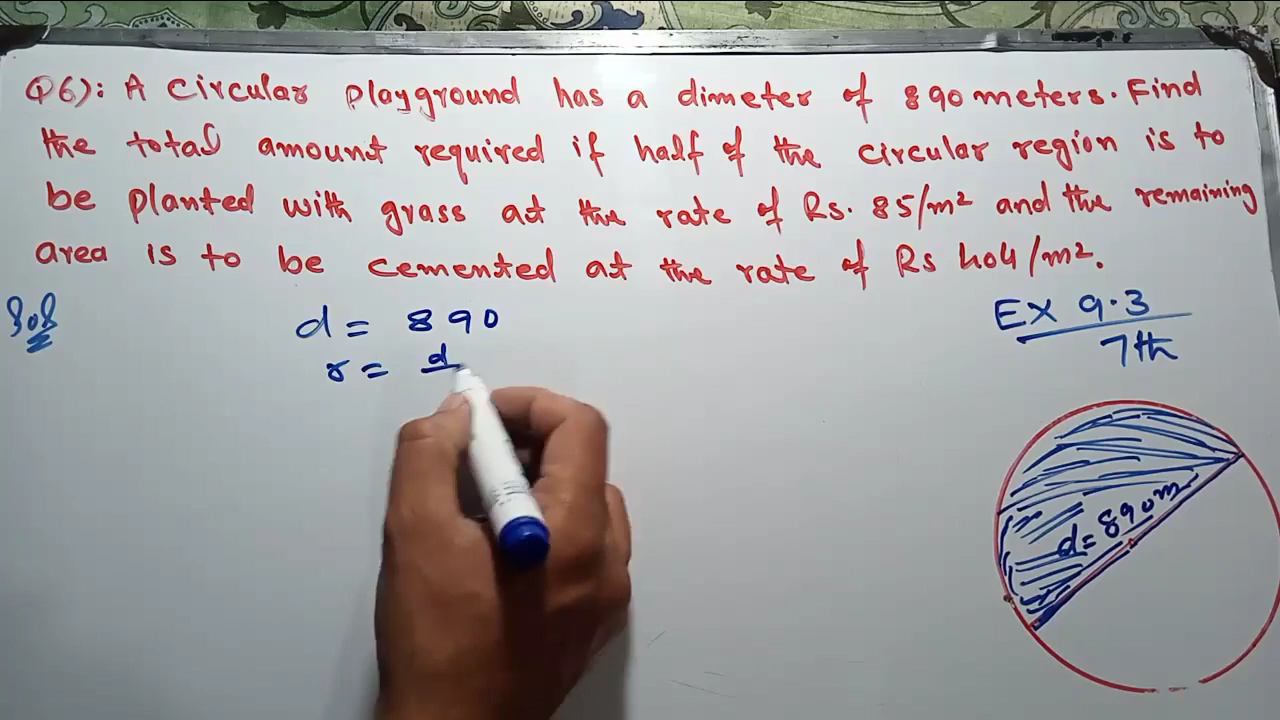 Q6): A Circular Playground has a dimeter of 890 meters. Find
the total amount required if half of the circular region is to
be planted with grass at the rate of Rs. 85/m² and the remaining
area is to be cemented at the rate of Rs 404/m².
Sol
d = 890
r = d
EX 9.3
7th
d = 890m